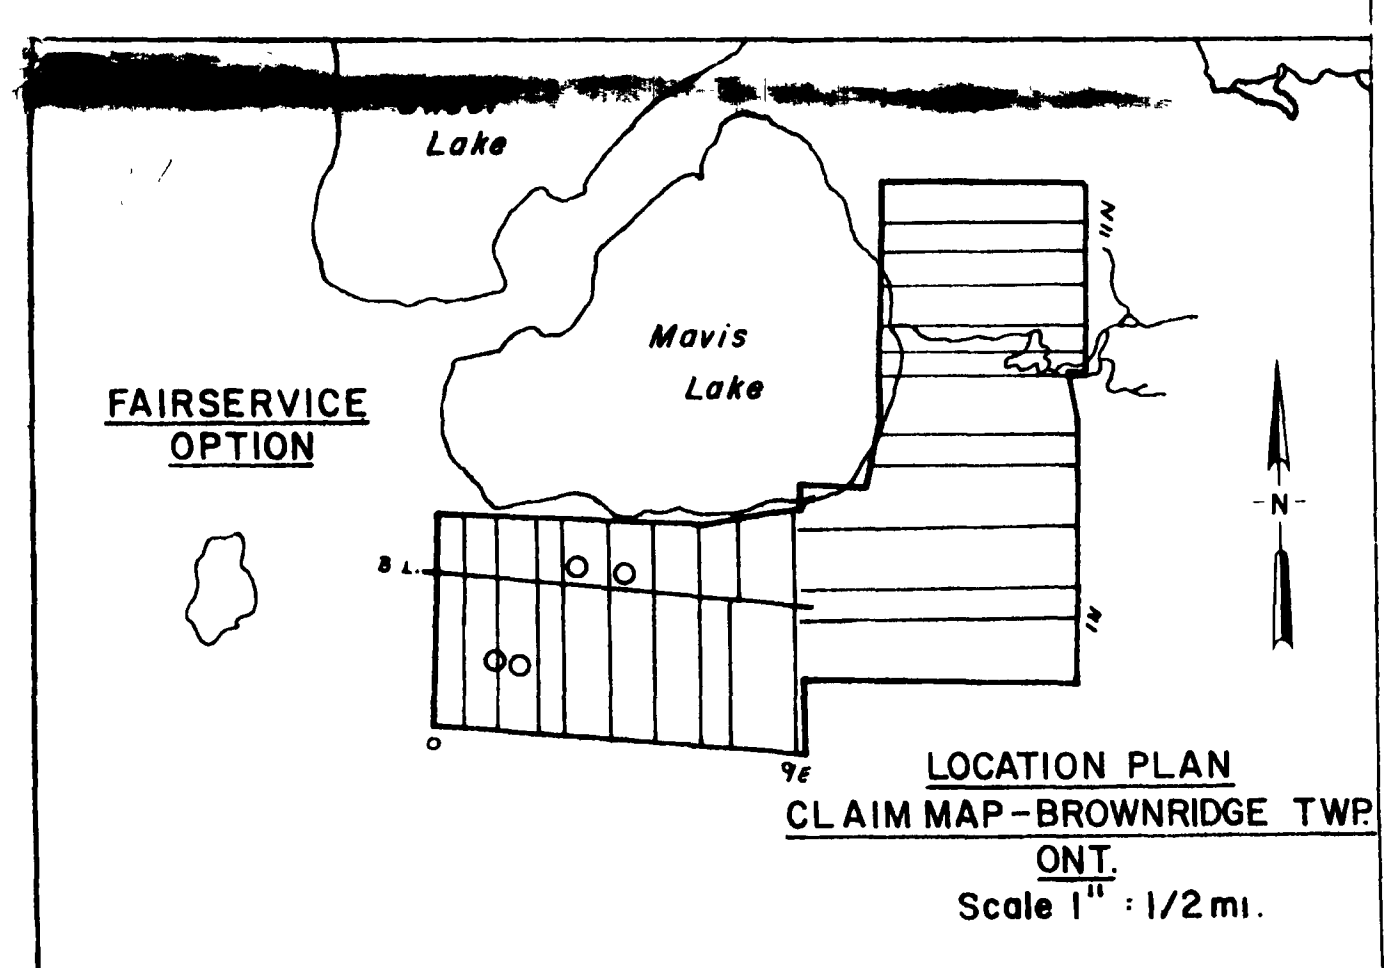 Lake
11N
Mavis
Lake
FAIRSERVICE
OPTION
N
B L.
1N
O
9E
LOCATION PLAN
CLAIM MAP-BROWNRIDGE TWP.
ONT.
Scale 1" : 1/2 mi.